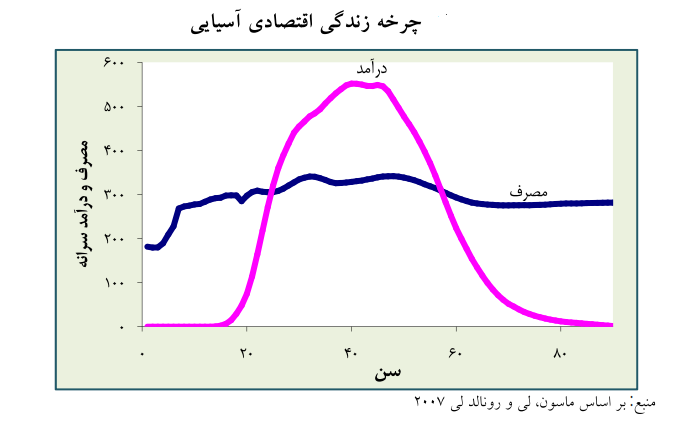 چرخه زندگی اقتصادی آسیایی
درآمد
مصرف
مصرف و درآمد سرانه
۶۰۰
۵۰۰
۴۰۰
۳۰۰
۲۰۰
۱۰۰
۰
۰ ۲۰ ۴۰ ۶۰ ۸۰
سن
منبع: بر اساس ماسون، لی و رونالد لی ۲۰۰۷